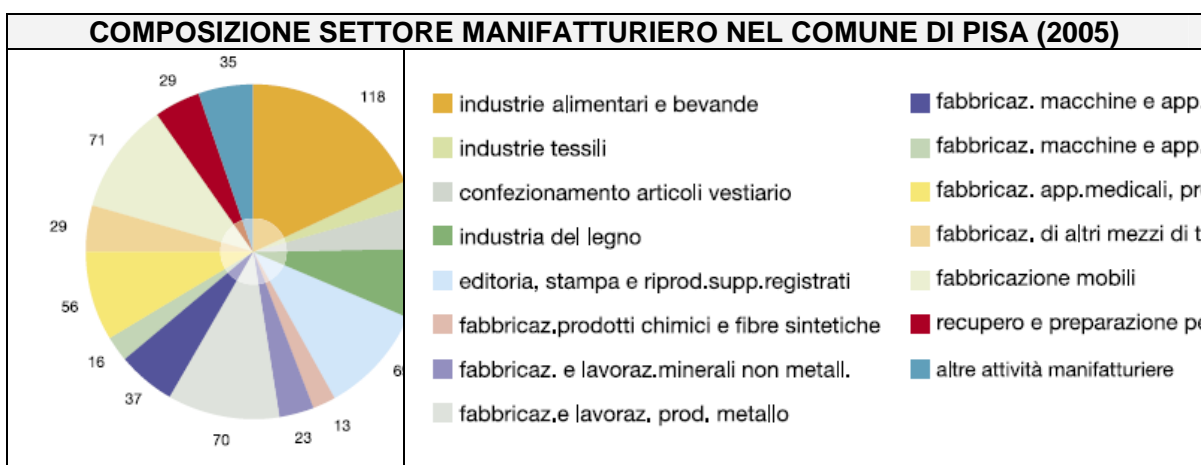 COMPOSIZIONE SETTORE MANIFATTURIERO NEL COMUNE DI PISA (2005)
35
29
118
71
29
56
16
37
70
23
13
industrie alimentari e bevande
industrie tessili
confezionamento articoli vestiario
industria del legno
editoria, stampa e riprod.supp.registrati
fabbricaz.prodotti chimici e fibre sintetiche
fabbricaz. e lavoraz.minerali non metall.
fabbricaz.e lavoraz. prod. metallo
fabbricaz. macchine e app.
fabbricaz. macchine e app.
fabbricaz. app.medicali, pr
fabbricaz. di altri mezzi di t
fabbricazione mobili
recupero e preparazione pe
altre attività manifatturiere